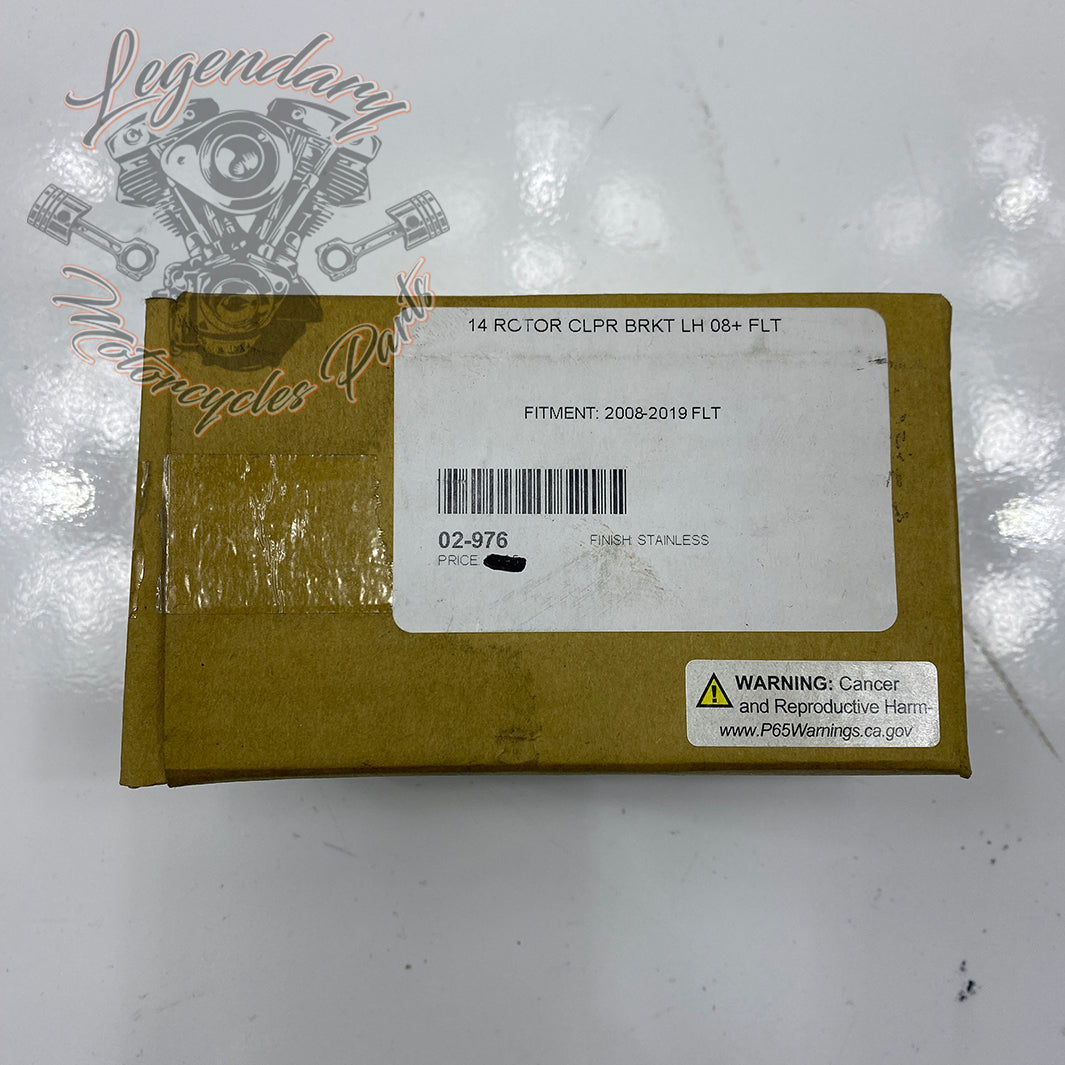 Legendary
Motorcycles Parts
14 ROTOR CLPR BRKT LH 08+ FLT
FITMENT: 2008-2019 FLT
02-976
FINISH: STAINLESS
PRICE
WARNING: Cancer
and Reproductive Harm-
www.P65Warnings.ca.gov